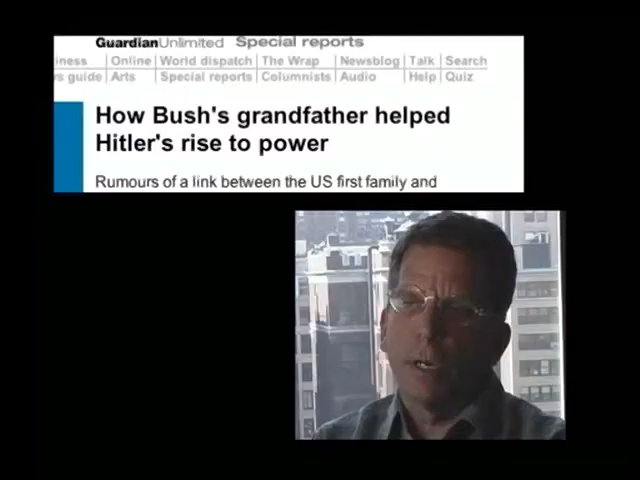 GuardianUnlimited Special reports
iness Online World dispatch The Wrap Newsblog Talk Search
s guide Arts Special reports Columnists Audio Help Quiz
How Bush's grandfather helped
Hitler's rise to power
Rumours of a link between the US first family and